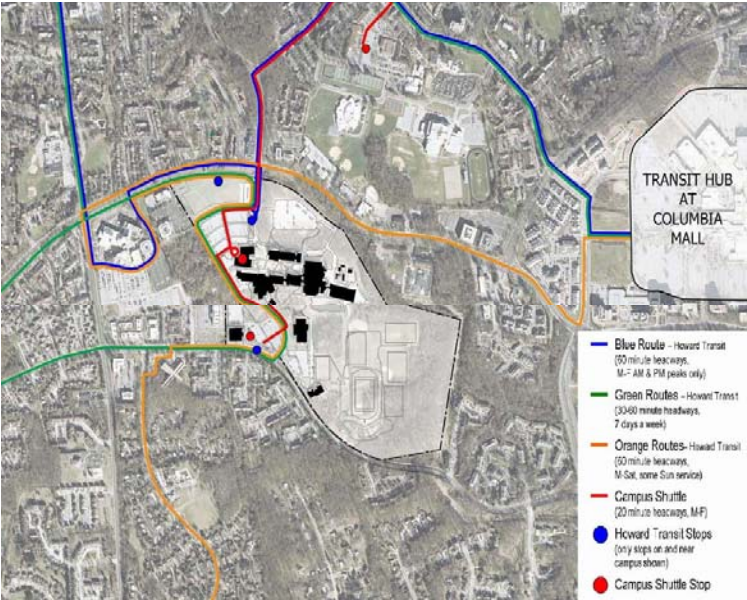 TRANSIT HUB
AT
COLUMBIA
MALL
Blue Route - Howard Transit
(60 minute headways,
M-F AM & PM peaks only)
Green Routes - Howard Transit
(30-60 minute headways,
7 days a week)
Orange Routes - Howard Transit
(60 minute headways,
M-Sat, some Sun service)
Campus Shuttle
(20 minute headways, M-F)
Howard Transit Stops
(only stops on and near
campus shown)
Campus Shuttle Stop